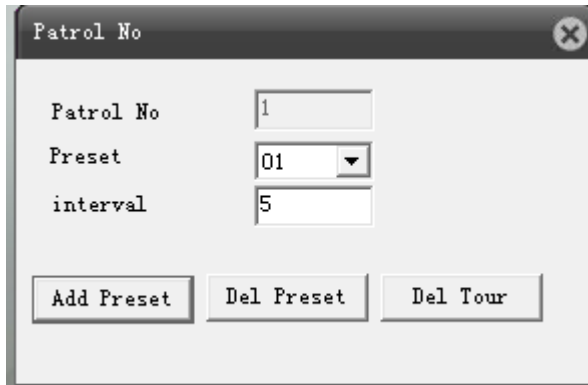 Patrol No
Patrol No 1
Preset 01
interval 5
Add Preset Del Preset Del Tour